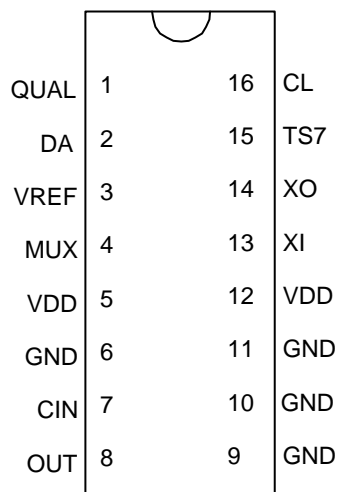 QUAL 1 16 CL
DA 2 15 TS7
VREF 3 14 XO
MUX 4 13 XI
VDD 5 12 VDD
GND 6 11 GND
CIN 7 10 GND
OUT 8 9 GND